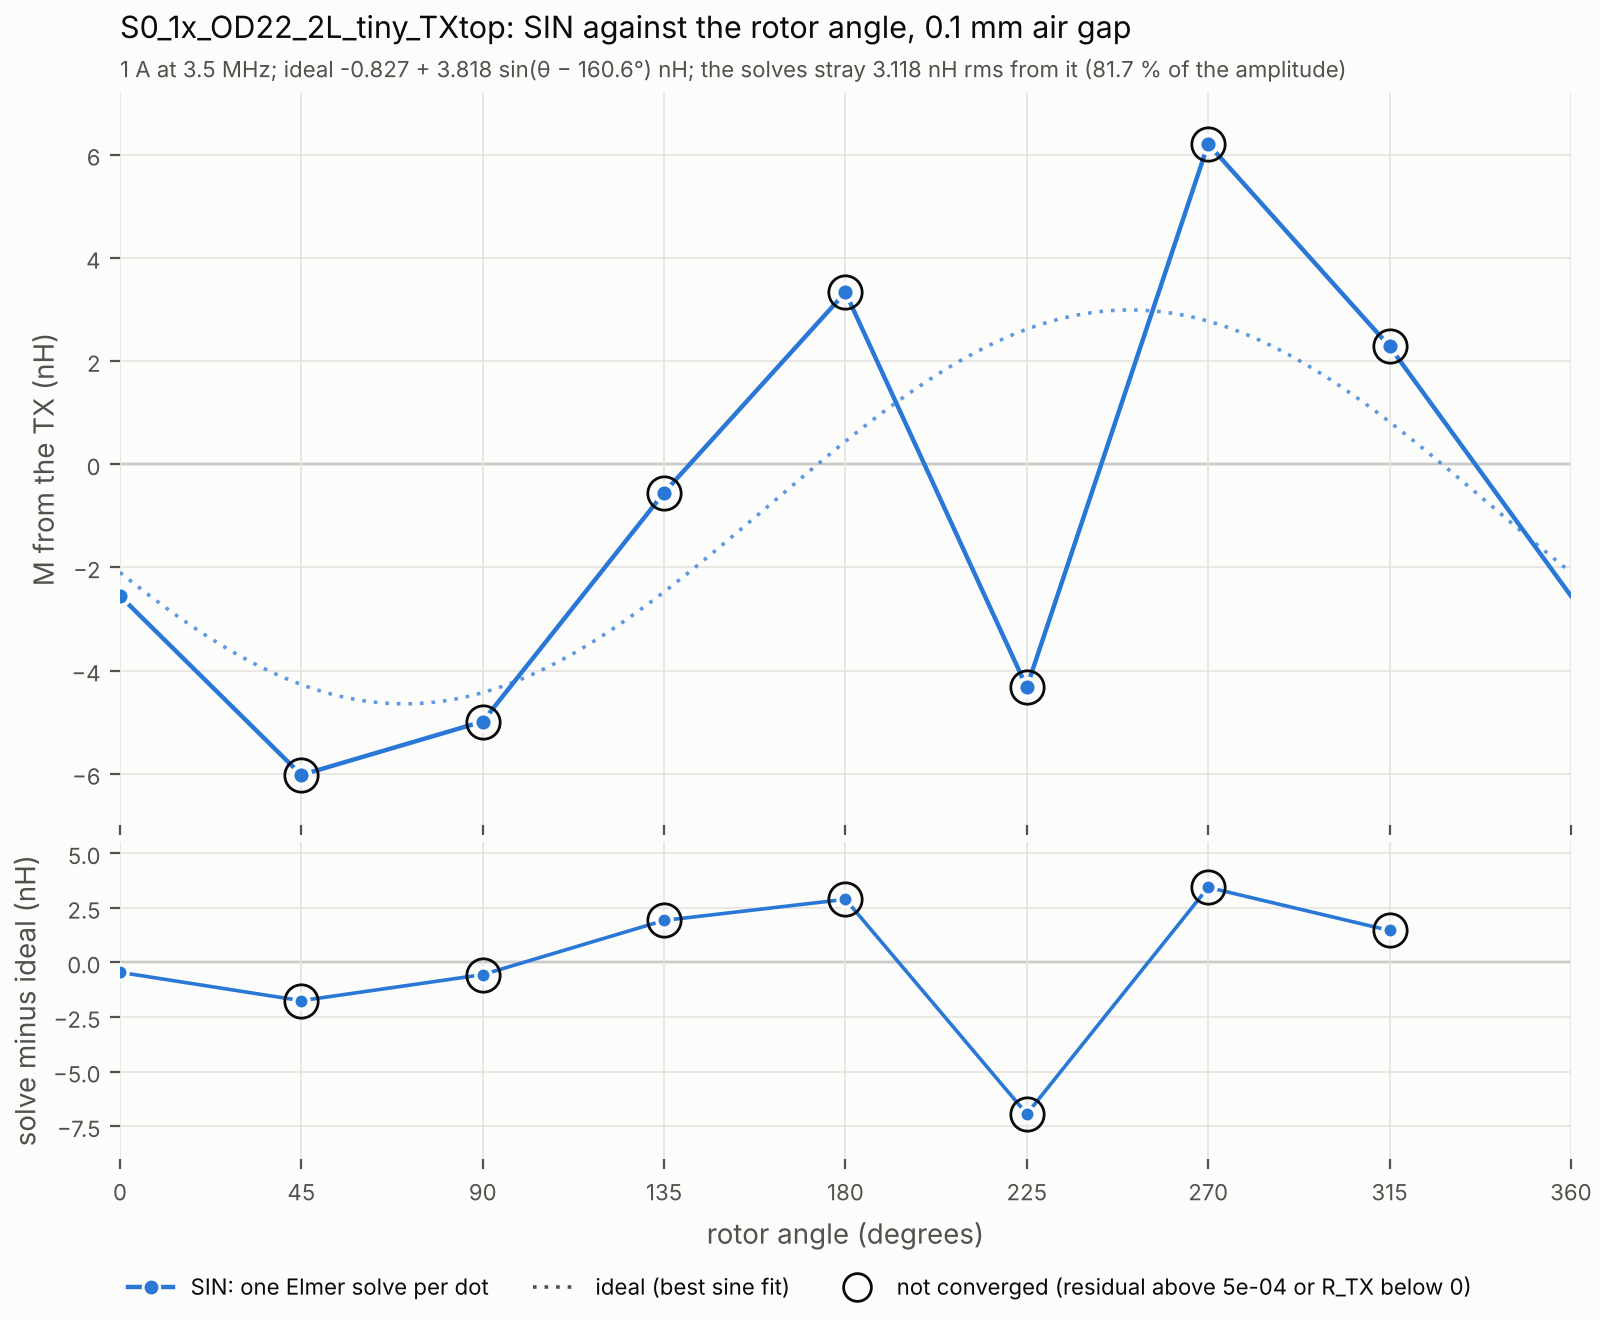 S0_1x_OD22_2L_tiny_TXtop: SIN against the rotor angle, 0.1 mm air gap
1 A at 3.5 MHz; ideal -0.827 + 3.818 sin(θ − 160.6°) nH; the solves stray 3.118 nH rms from it (81.7 % of the amplitude)
M from the TX (nH)
6
4
2
0
−2
−4
−6
solve minus ideal (nH)
5.0
2.5
0.0
−2.5
−5.0
−7.5
0 45 90 135 180 225 270 315 360
rotor angle (degrees)
SIN: one Elmer solve per dot ideal (best sine fit) not converged (residual above 5e-04 or R_TX below 0)